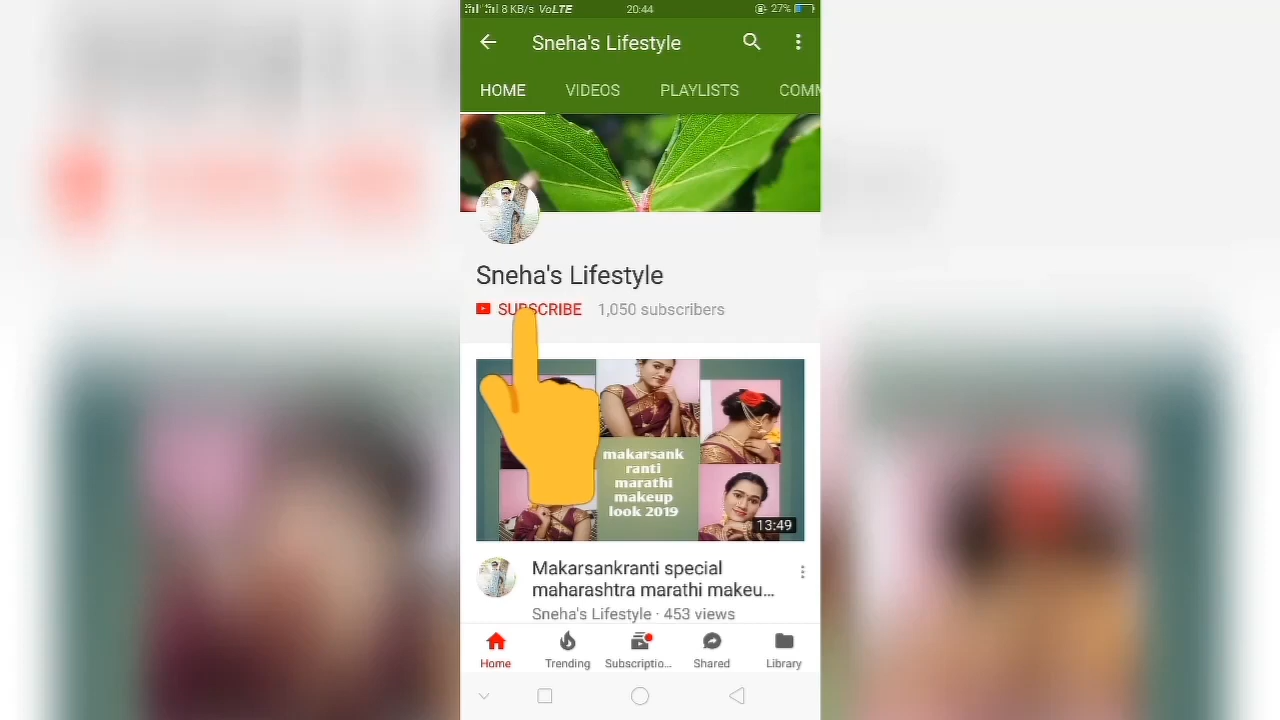 8 KB/s VoLTE 20:44 27%
Sneha's Lifestyle
HOME VIDEOS PLAYLISTS COMM
Sneha's Lifestyle
SUBSCRIBE 1,050 subscribers
makarsank
ranti
marathi
makeup
look 2019
13:49
Makarsankranti special
maharashtra marathi makeu...
Sneha's Lifestyle · 453 views
Home Trending Subscriptio... Shared Library